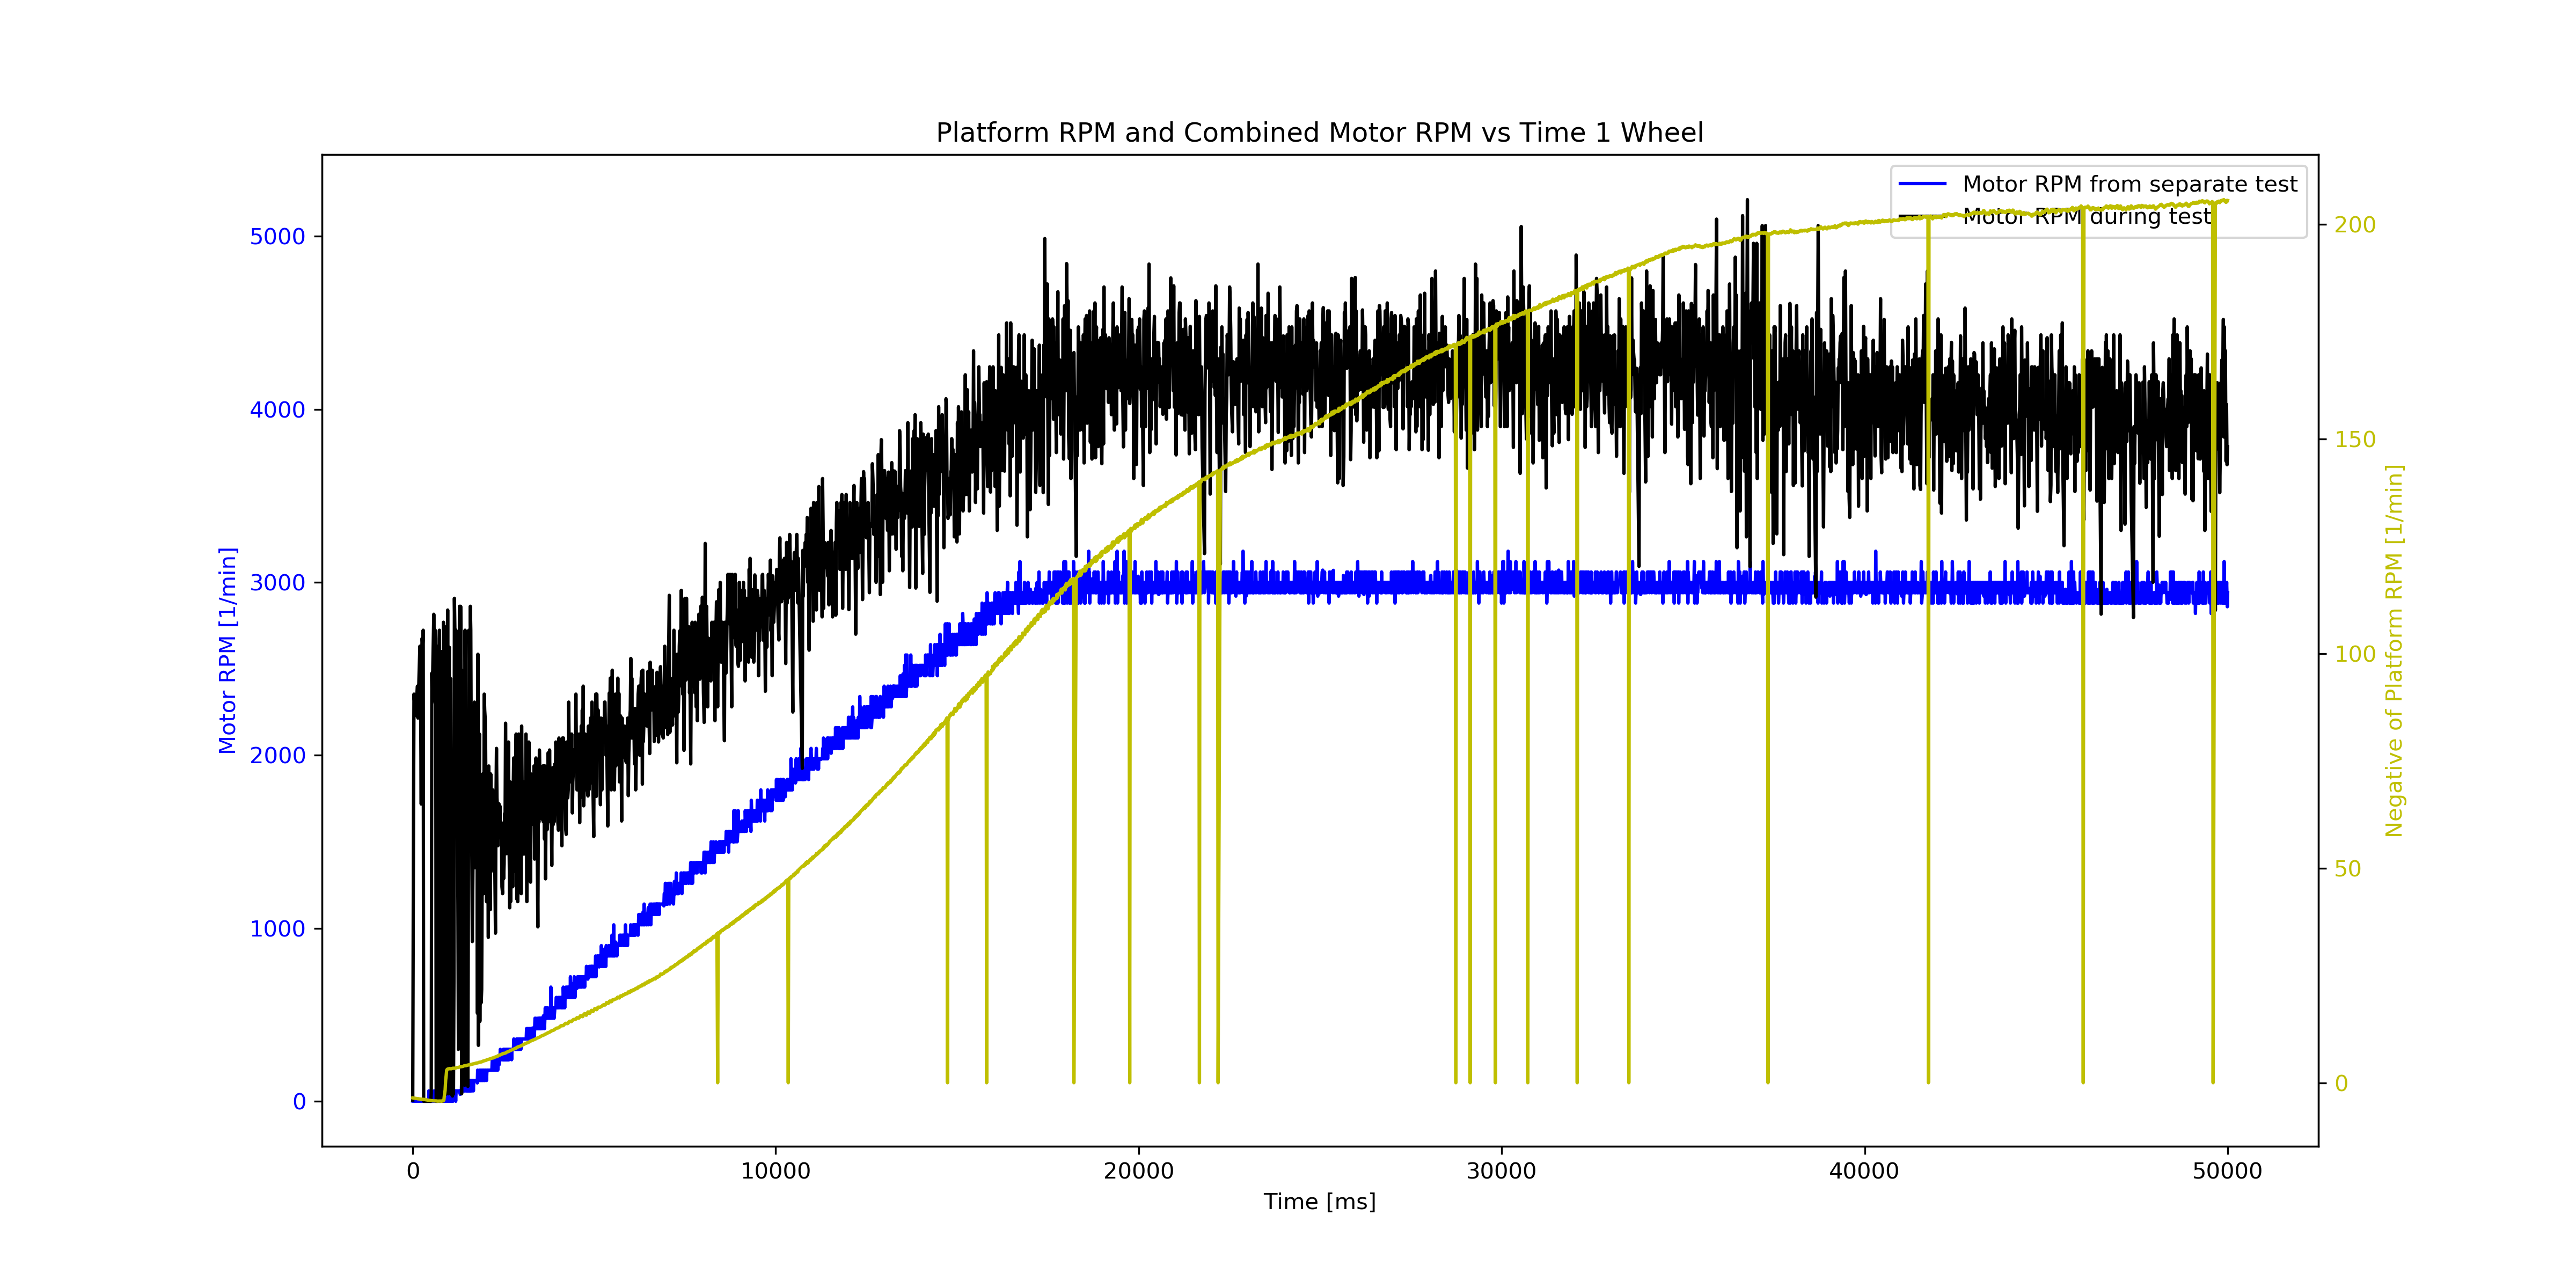 Platform RPM and Combined Motor RPM vs Time 1 Wheel
Motor RPM from separate test
Motor RPM during test
5000
4000
3000
2000
1000
0
Motor RPM [1/min]
200
150
100
50
0
Negative of Platform RPM [1/min]
0
10000
20000
30000
40000
50000
Time [ms]